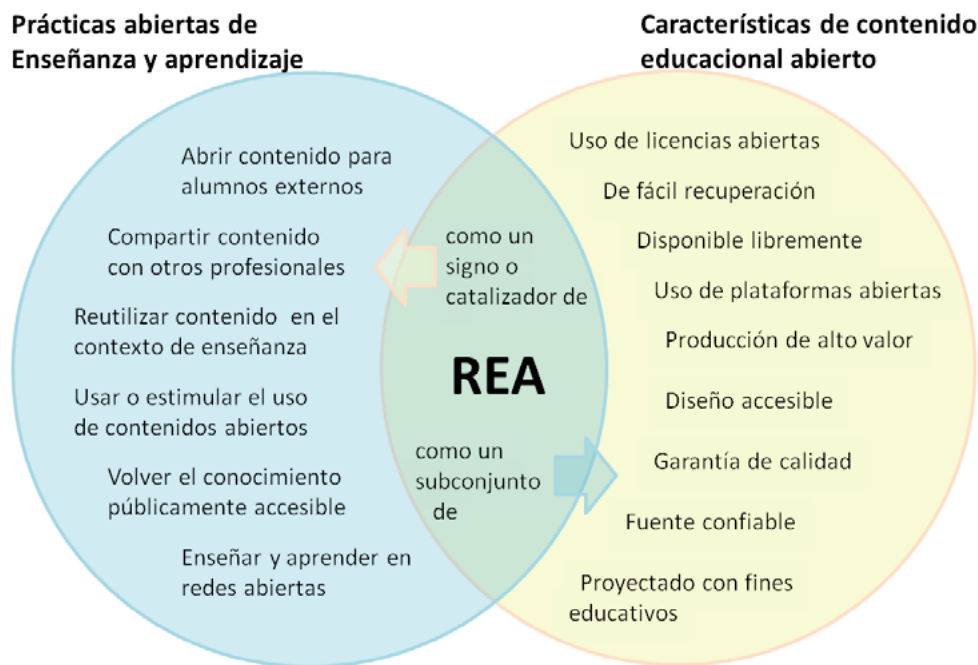 Prácticas abiertas de
Enseñanza y aprendizaje
Abrir contenido para
alumnos externos
Compartir contenido
con otros profesionales
Reutilizar contenido en el
contexto de enseñanza
Usar o estimular el uso
de contenidos abiertos
Volver el conocimiento
públicamente accesible
Enseñar y aprender en
redes abiertas
como un
signo o
catalizador de
REA
como un
subconjunto
de
Características de contenido
educacional abierto
Uso de licencias abiertas
De fácil recuperación
Disponible libremente
Uso de plataformas abiertas
Producción de alto valor
Diseño accesible
Garantía de calidad
Fuente confiable
Proyectado con fines
educativos